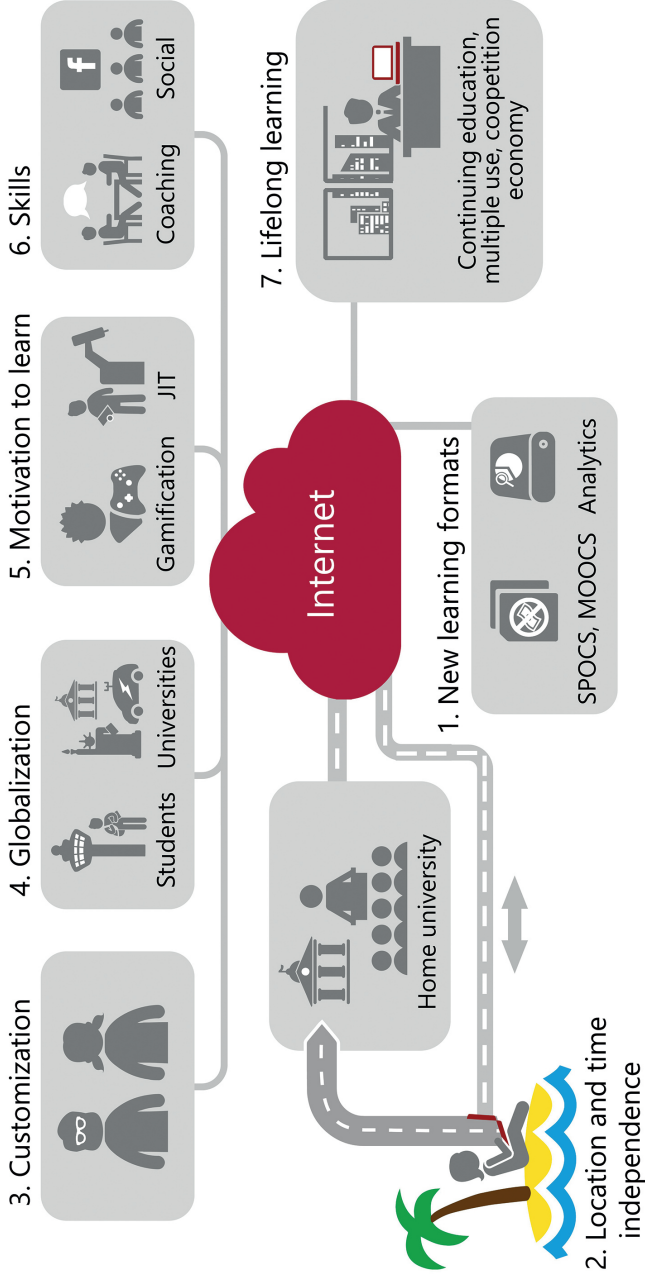 3. Customization
4. Globalization
Students
Universities
5. Motivation to learn
Gamification
JIT
6. Skills
Coaching
Social
f
Home university
Internet
7. Lifelong learning
Continuing education,
multiple use, coopetition
economy
2. Location and time
independence
1. New learning formats
SPOCS, MOOCS
Analytics